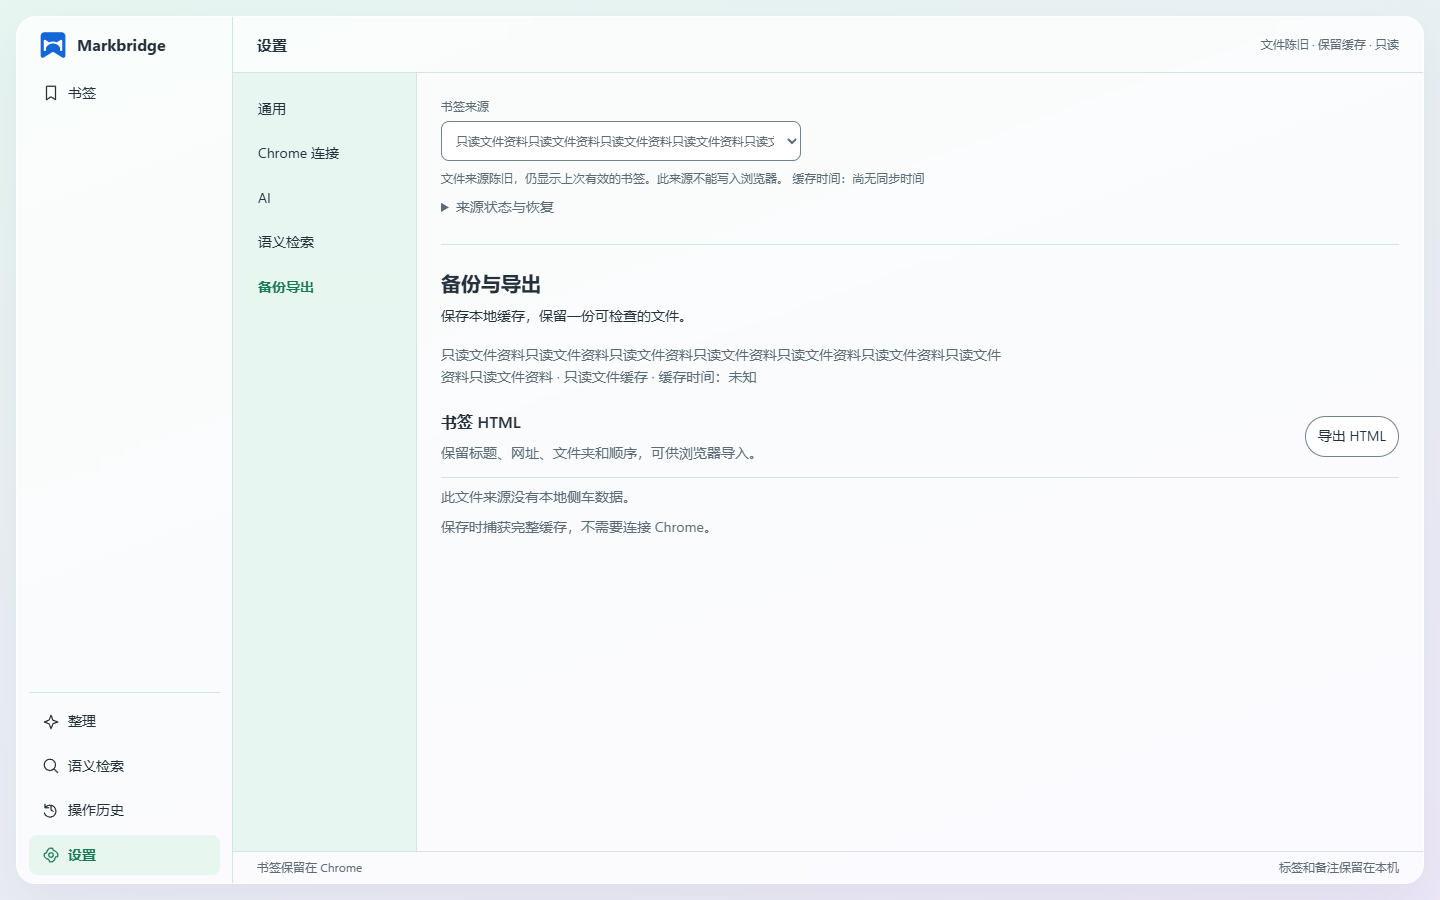 Markbridge
书签
整理
语义检索
操作历史
设置
设置
文件陈旧 · 保留缓存 · 只读
通用
Chrome 连接
AI
语义检索
备份导出
书签来源
只读文件资料只读文件资料只读文件资料只读文件资料只读文
文件来源陈旧，仍显示上次有效的书签。此来源不能写入浏览器。 缓存时间：尚无同步时间
来源状态与恢复
备份与导出
保存本地缓存，保留一份可检查的文件。
只读文件资料只读文件资料只读文件资料只读文件资料只读文件资料只读文件资料只读文件
资料只读文件资料 · 只读文件缓存 · 缓存时间：未知
书签 HTML
保留标题、网址、文件夹和顺序，可供浏览器导入。
导出 HTML
此文件来源没有本地侧车数据。
保存时捕获完整缓存，不需要连接 Chrome。
书签保留在 Chrome
标签和备注保留在本机